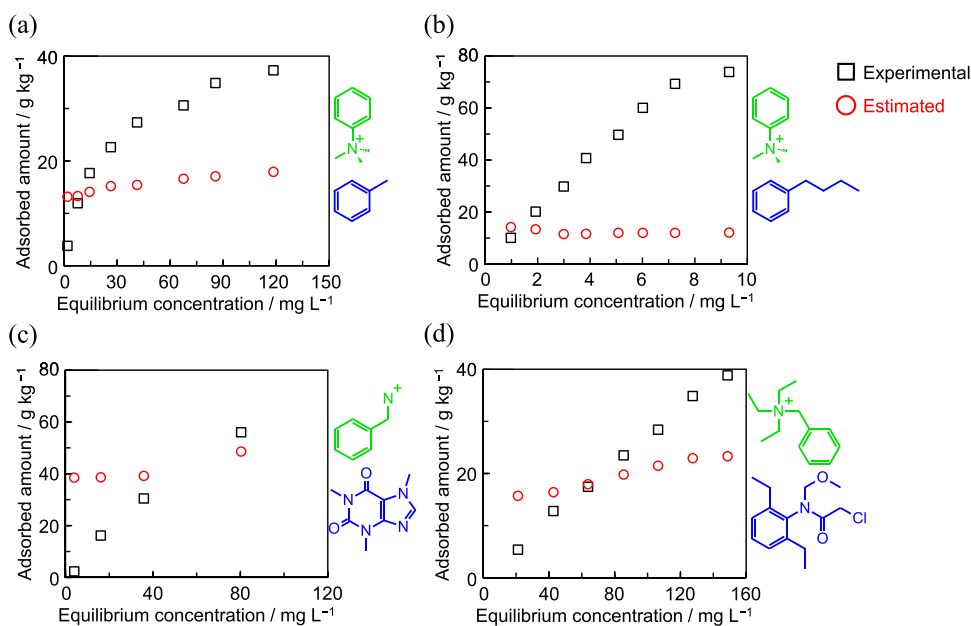 (a)
Adsorbed amount / g kg⁻¹
40
20
0
0 30 60 90 120 150
Equilibrium concentration / mg L⁻¹
N
+
(b)
Adsorbed amount / g kg⁻¹
80
60
40
20
0
0 2 4 6 8 10
Equilibrium concentration / mg L⁻¹
N
+
Experimental
Estimated
(c)
Adsorbed amount / g kg⁻¹
80
60
40
20
0
0 40 80 120
Equilibrium concentration / mg L⁻¹
N
+
O
N
N
O
N
N
(d)
Adsorbed amount / g kg⁻¹
40
20
0
0 40 80 120 160
Equilibrium concentration / mg L⁻¹
N
+
O
N
Cl
O